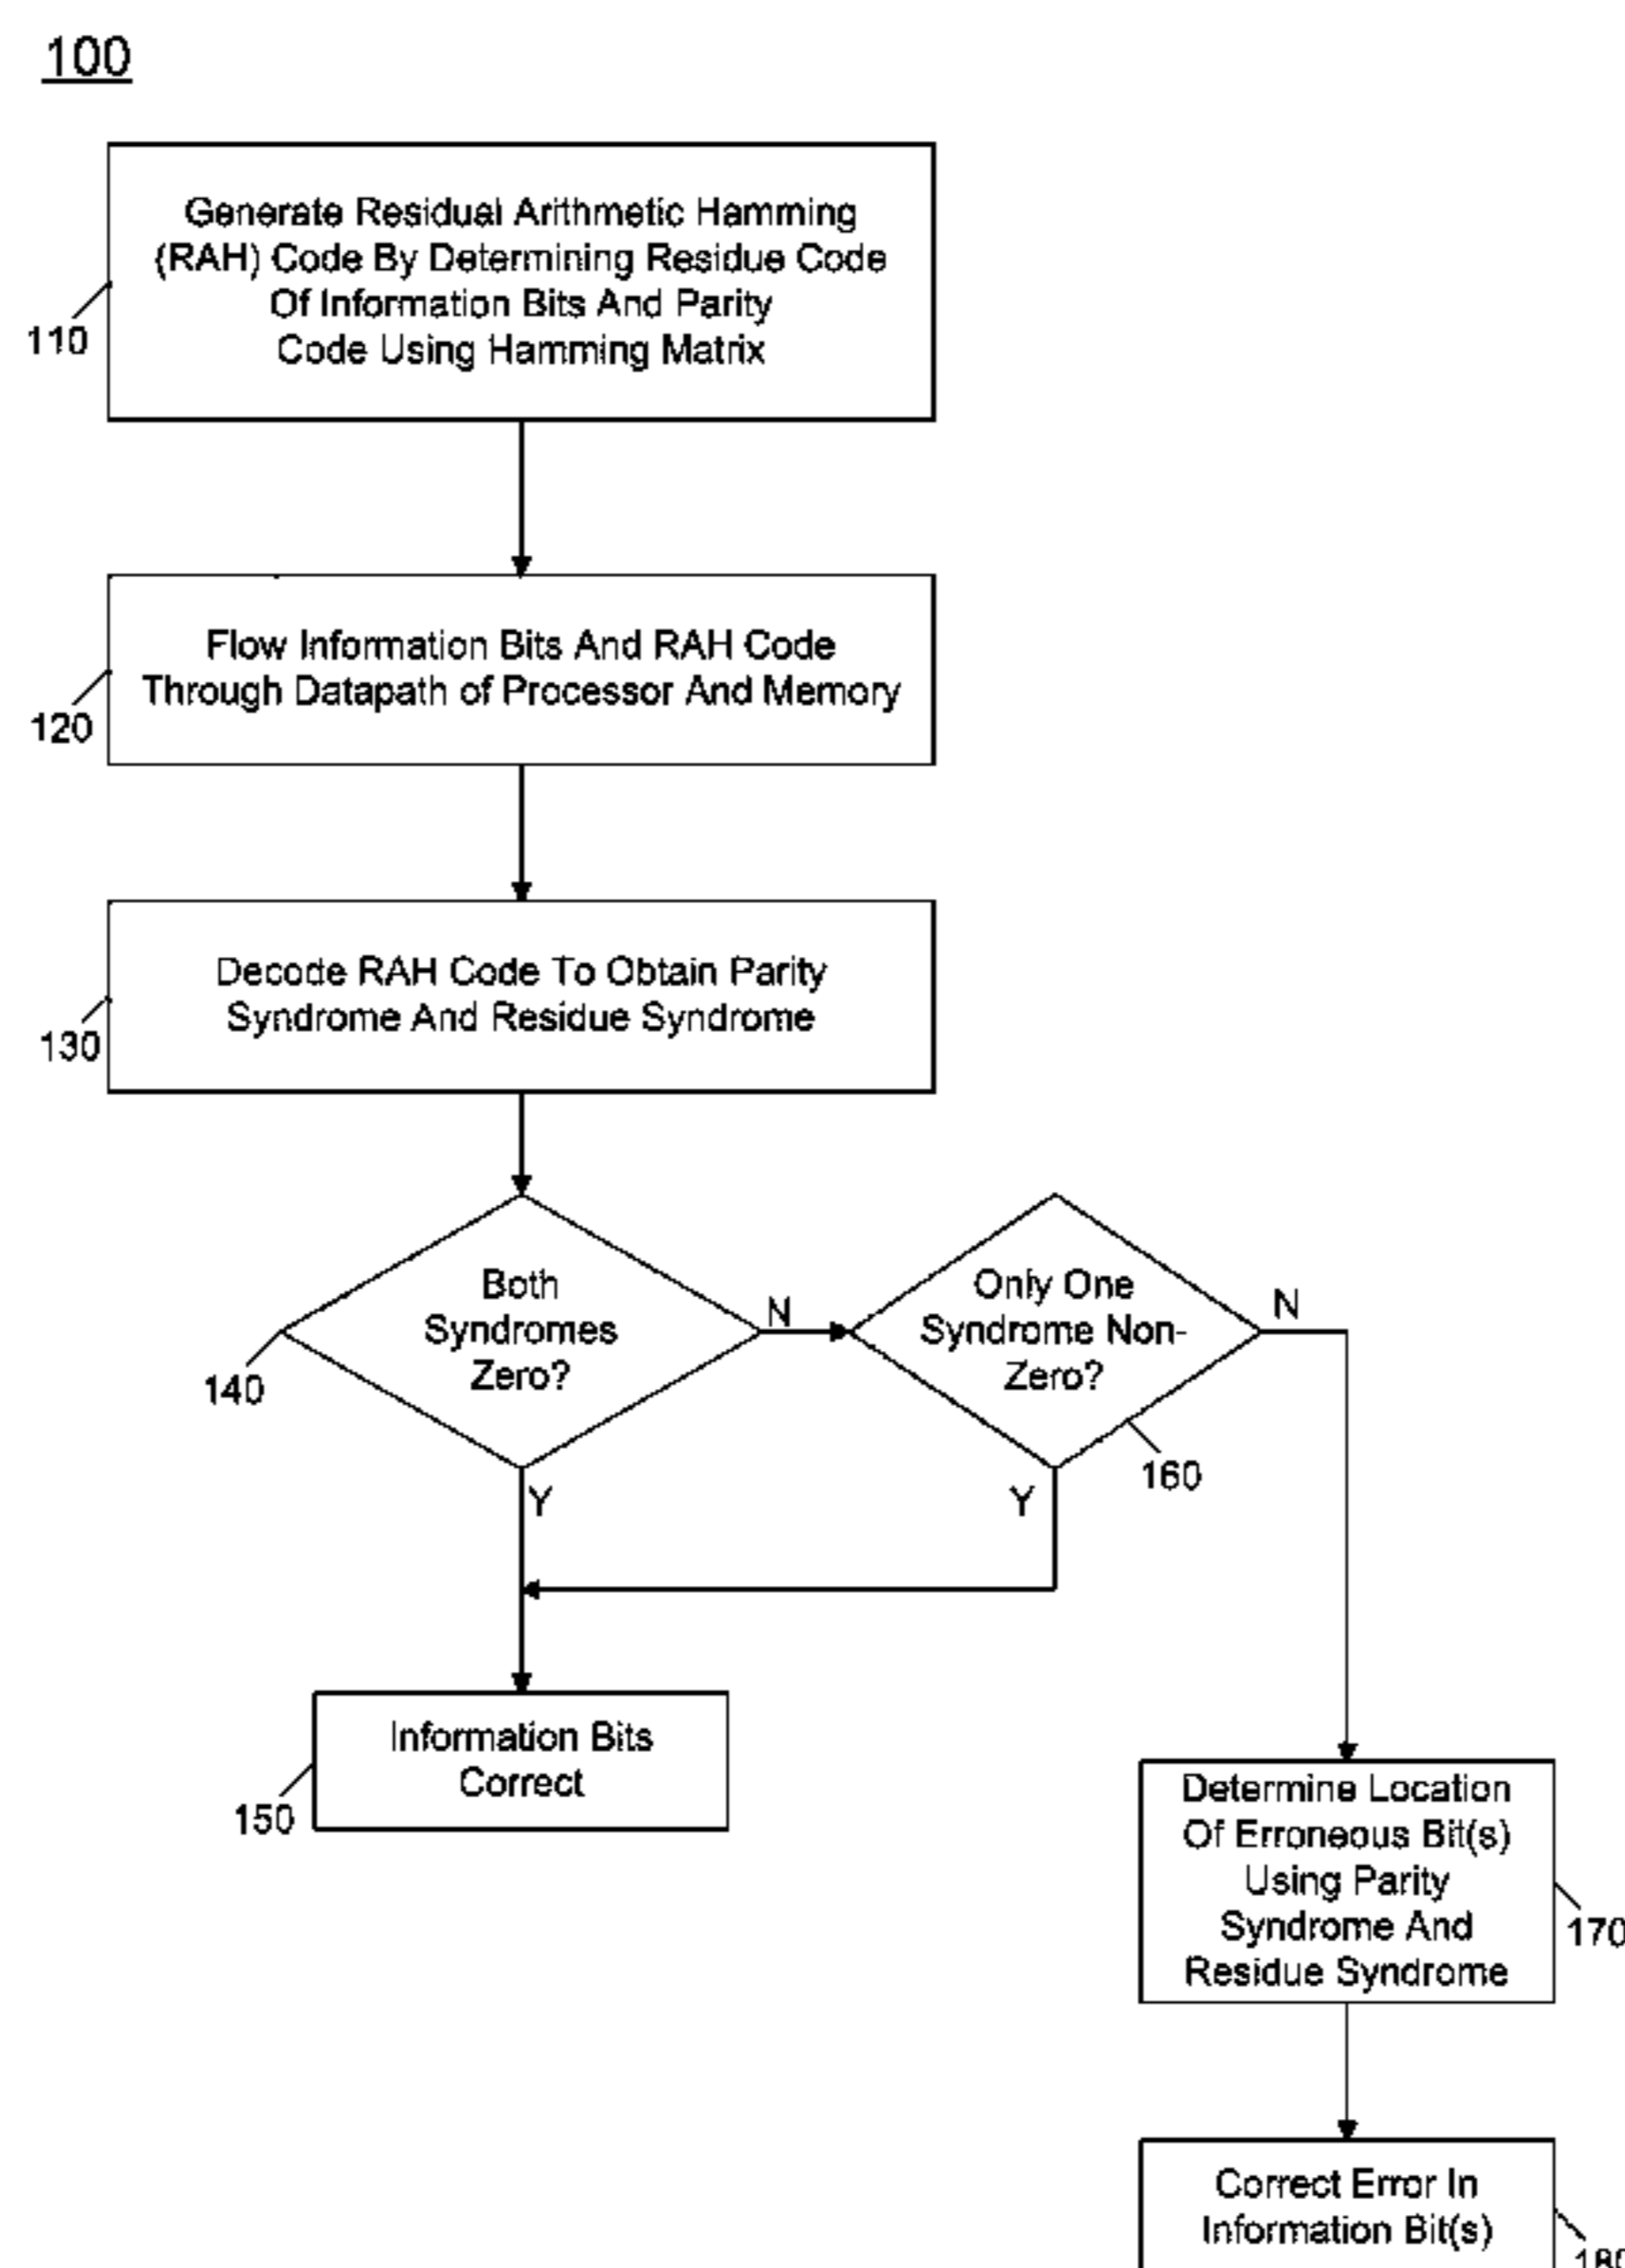 100
Generate Residual Arithmetic Hamming
(RAH) Code By Determining Residue Code
Of Information Bits And Parity
Code Using Hamming Matrix
110
Flow Information Bits And RAH Code
Through Datapath of Processor And Memory
120
Decode RAH Code To Obtain Parity
Syndrome And Residue Syndrome
130
Both
Syndromes
Zero?
140
N
Only One
Syndrome Non-
Zero?
N
160
Y
Y
Information Bits
Correct
150
Determine Location
Of Erroneous Bit(s)
Using Parity
Syndrome And
Residue Syndrome
170
Correct Error In
Information Bit(s)
180